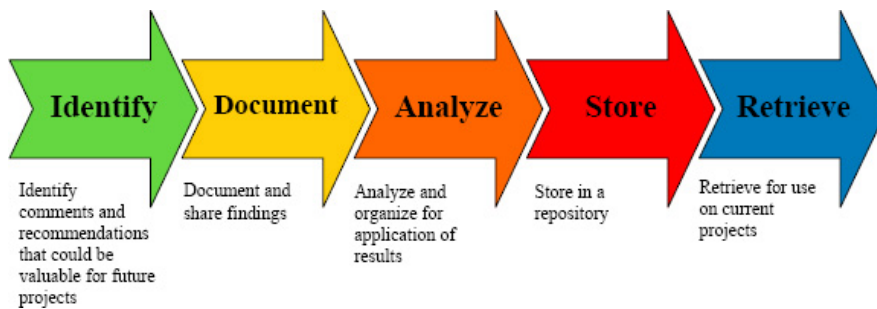 Identify
Document
Analyze
Store
Retrieve
Identify
comments and
recommendations
that could be
valuable for future
projects
Document and
share findings
Analyze and
organize for
application of
results
Store in a
repository
Retrieve for use
on current
projects